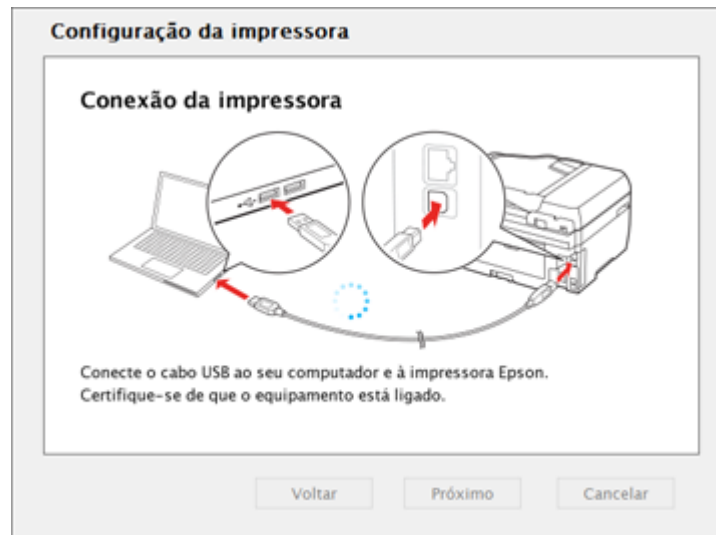 Configuração da impressora
Conexão da impressora
Conecte o cabo USB ao seu computador e à impressora Epson.
Certifique-se de que o equipamento está ligado.
Voltar
Próximo
Cancelar